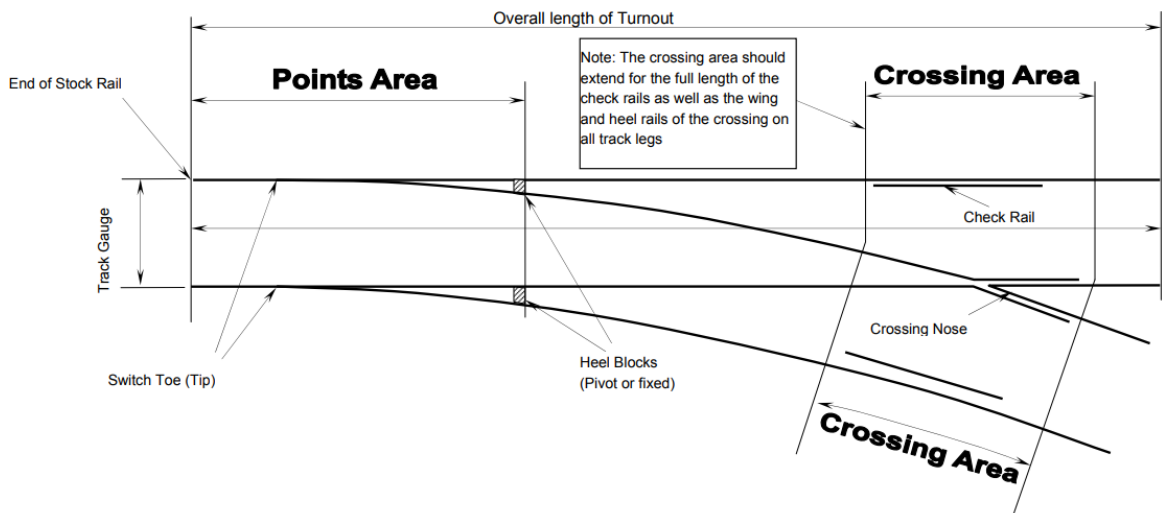 Overall length of Turnout
End of Stock Rail
Points Area
Note: The crossing area should
extend for the full length of the
check rails as well as the wing
and heel rails of the crossing on
all track legs
Crossing Area
Track Gauge
Check Rail
Crossing Nose
Switch Toe (Tip)
Heel Blocks
(Pivot or fixed)
Crossing Area